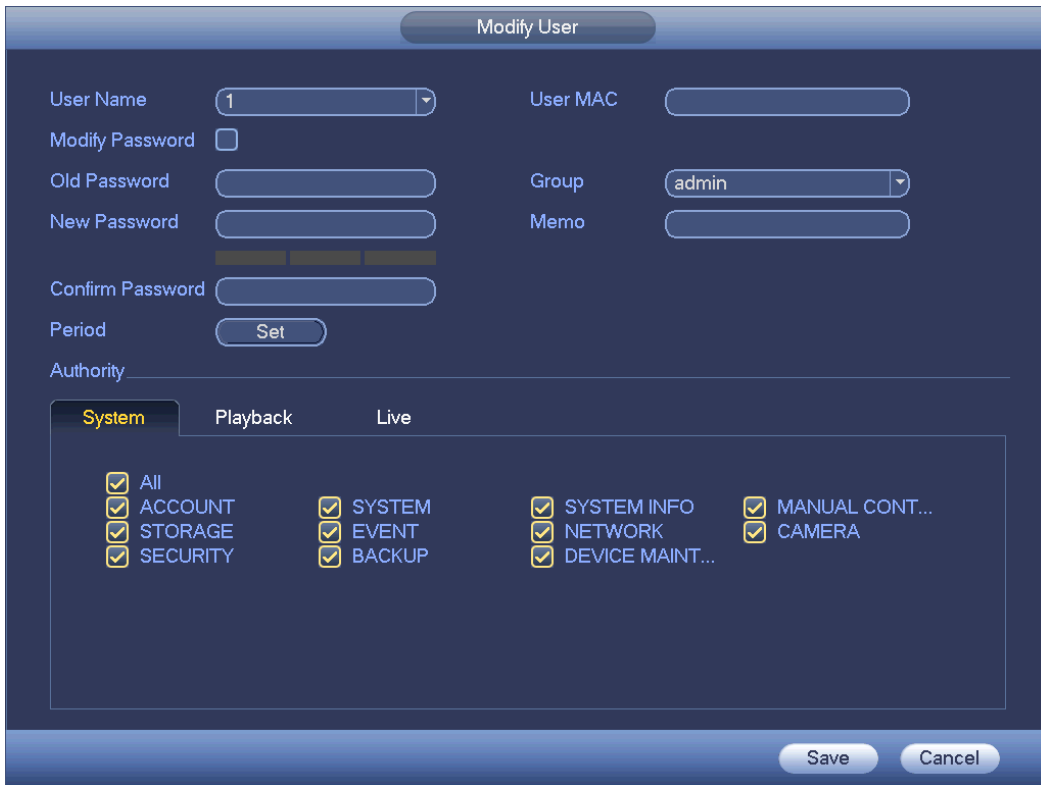 Modify User
User Name 1 User MAC
Modify Password
Old Password Group admin
New Password Memo
Confirm Password
Period Set
Authority
System Playback Live
All
ACCOUNT SYSTEM SYSTEM INFO MANUAL CONT...
STORAGE EVENT NETWORK CAMERA
SECURITY BACKUP DEVICE MAINT...
Save Cancel